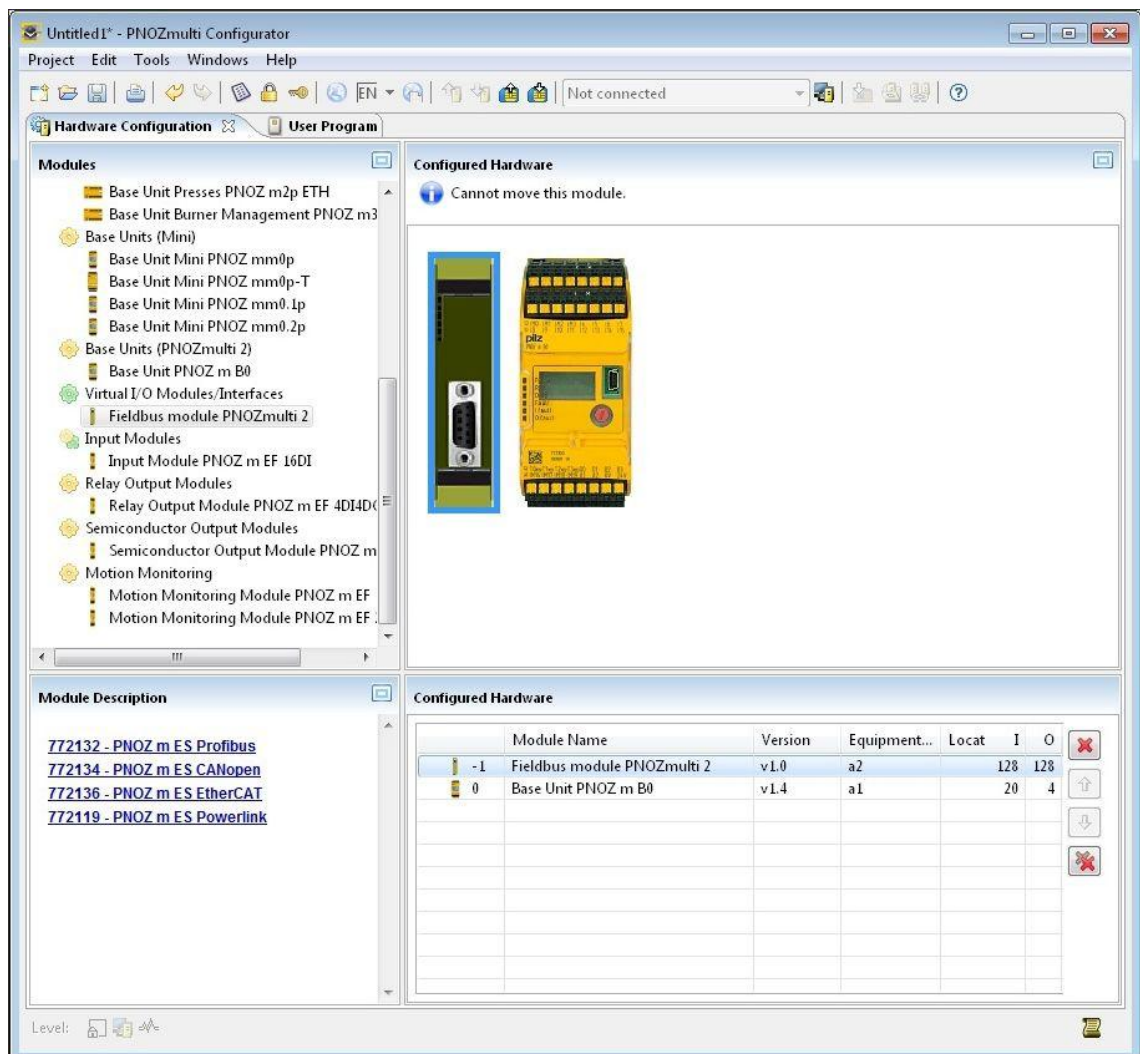 Untitled1* - PNOZmulti Configurator
Project Edit Tools Windows Help
EN
Not connected
Hardware Configuration
User Program
Modules
Base Unit Presses PNOZ m2p ETH
Base Unit Burner Management PNOZ m3
Base Units (Mini)
Base Unit Mini PNOZ mm0p
Base Unit Mini PNOZ mm0p-T
Base Unit Mini PNOZ mm0.1p
Base Unit Mini PNOZ mm0.2p
Base Units (PNOZmulti 2)
Base Unit PNOZ m B0
Virtual I/O Modules/Interfaces
Fieldbus module PNOZmulti 2
Input Modules
Input Module PNOZ m EF 16DI
Relay Output Modules
Relay Output Module PNOZ m EF 4DI4D
Semiconductor Output Modules
Semiconductor Output Module PNOZ m
Motion Monitoring
Motion Monitoring Module PNOZ m EF
Motion Monitoring Module PNOZ m EF
Configured Hardware
Cannot move this module.
pilz
Module Description
772132 - PNOZ m ES Profibus
772134 - PNOZ m ES CANopen
772136 - PNOZ m ES EtherCAT
772119 - PNOZ m ES Powerlink
Configured Hardware
Module Name Version Equipment... Locat I O
-1 Fieldbus module PNOZmulti 2 v1.0 a2 128 128
0 Base Unit PNOZ m B0 v1.4 a1 20 4
Level: